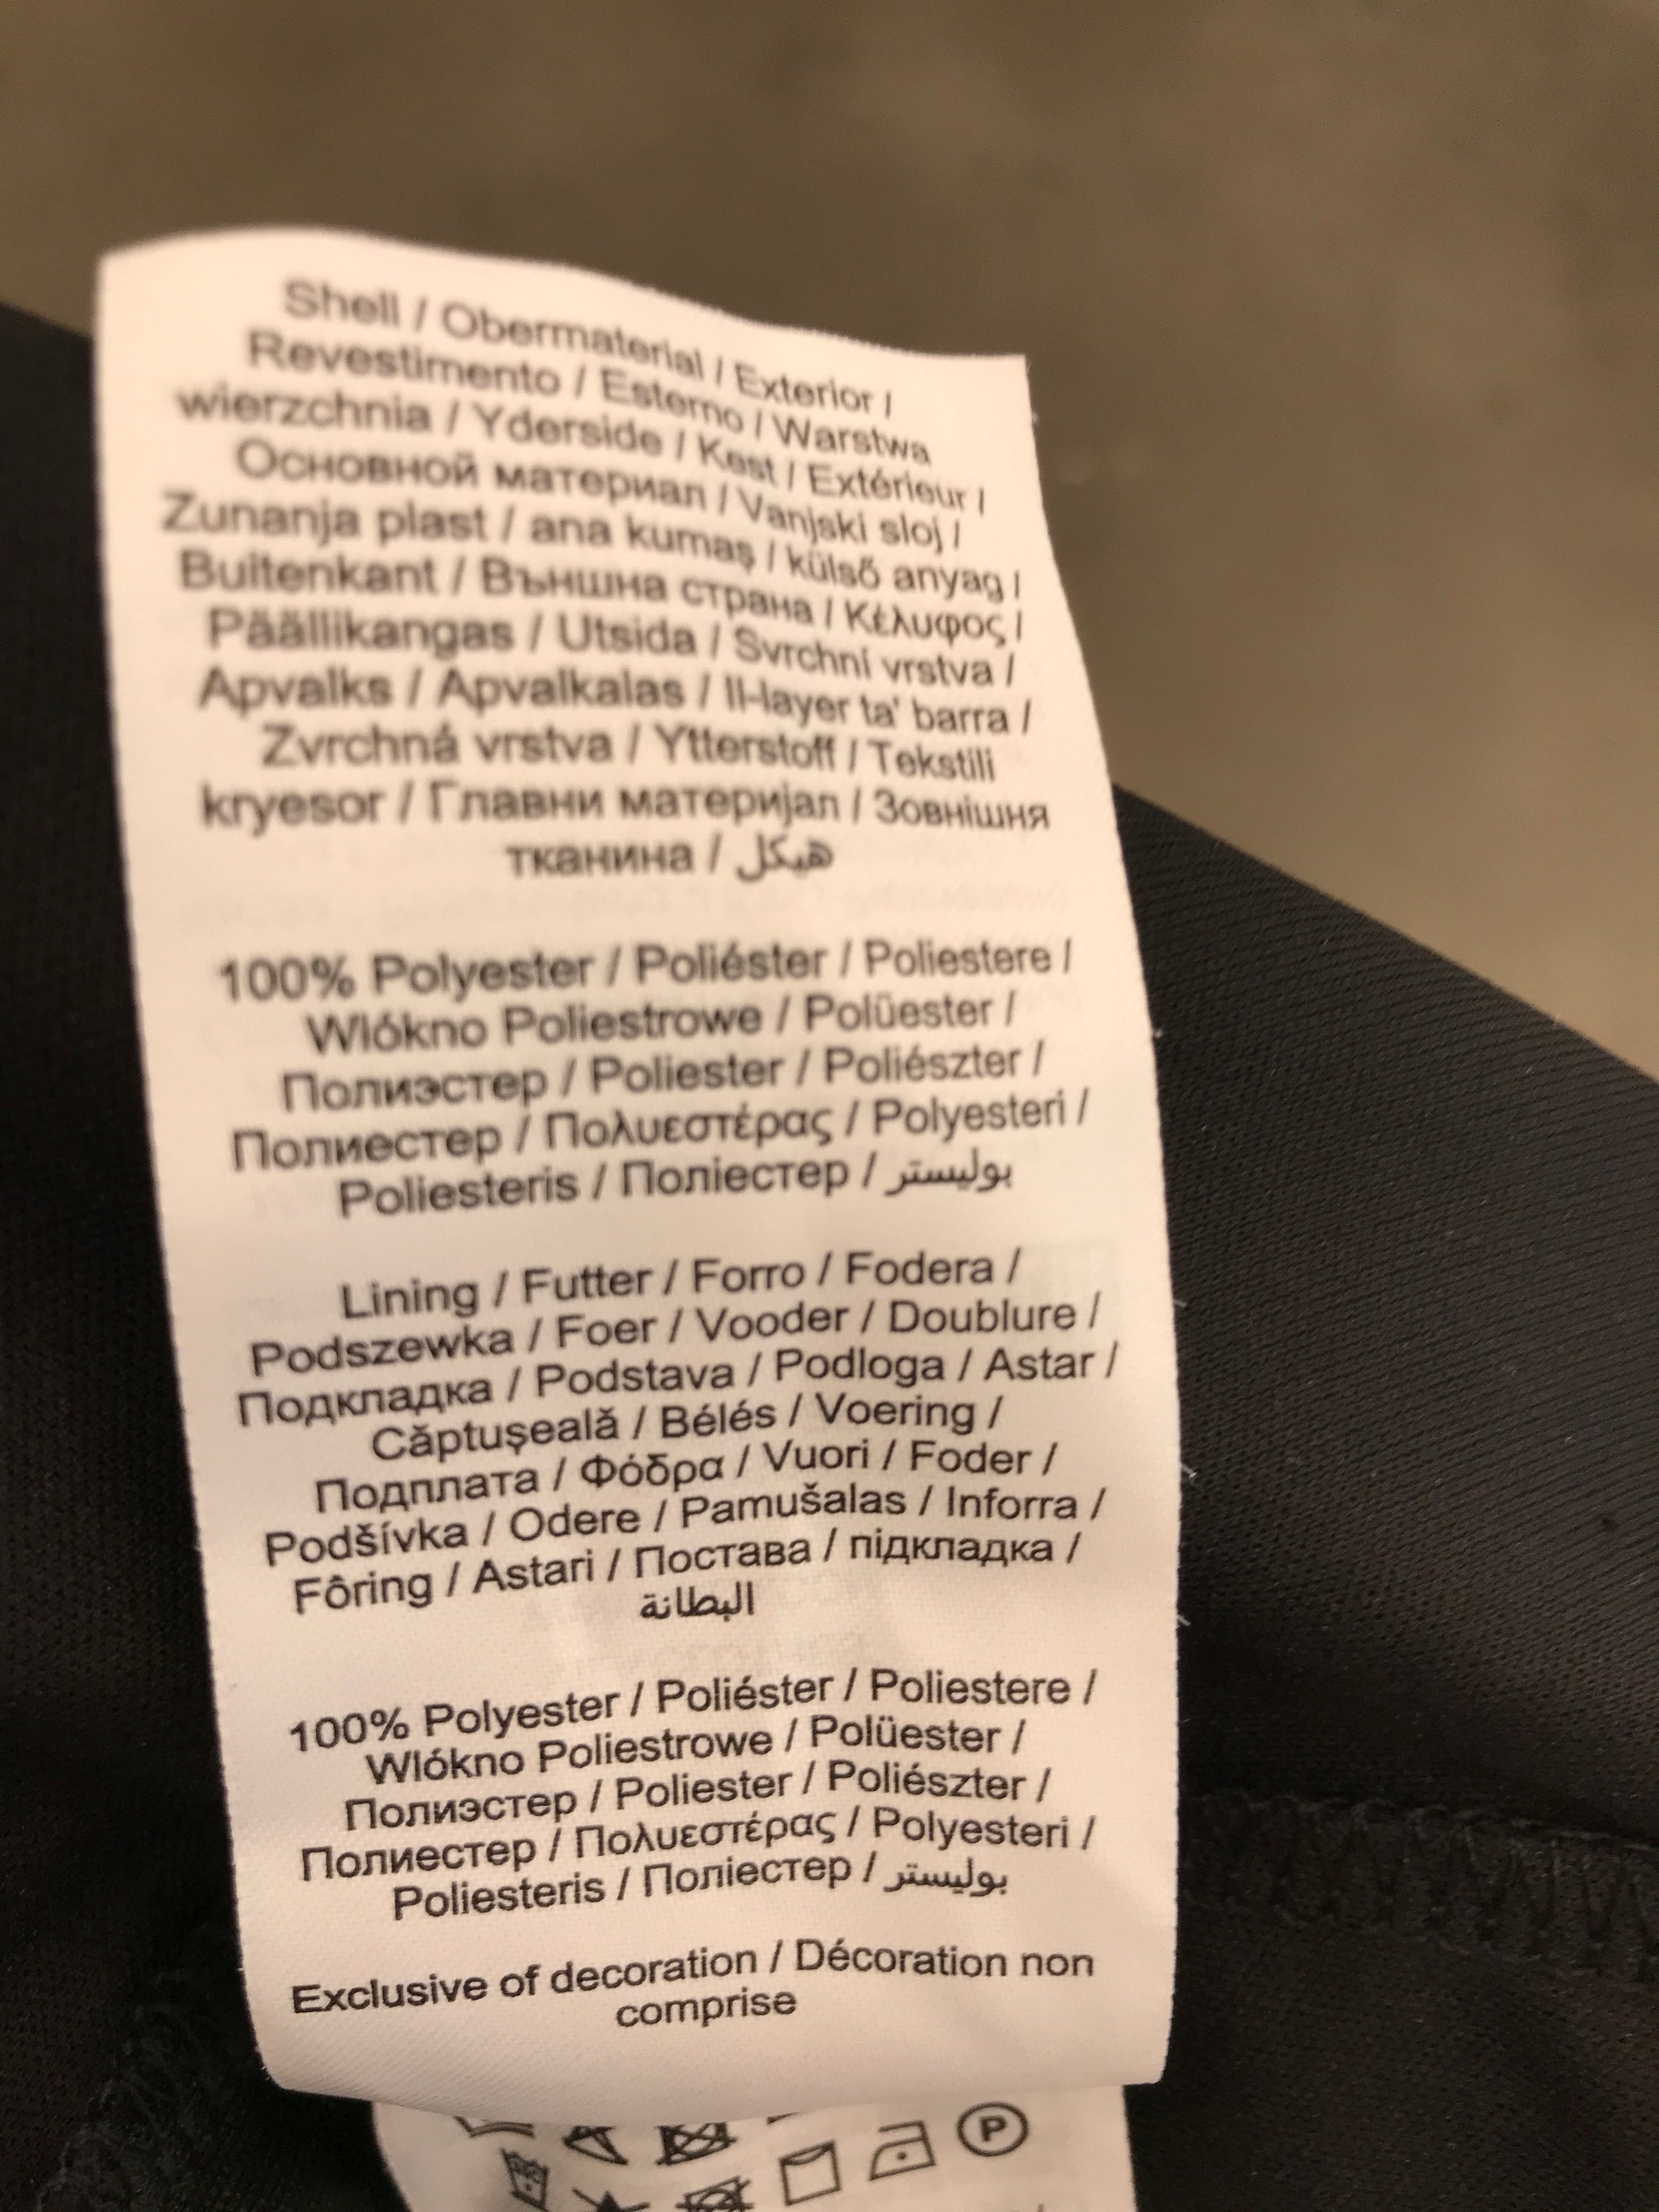 Shell / Obermaterial / Exterior /
Revestimento / Esterno / Warstwa
wierzchnia / Yderside / Kest / Extérieur /
Основной материал / Vanjski sloj /
Zunanja plast / ana kumaş / külső anyag /
Buitenkant / Външна страна / Κέλυφος /
Päällikangas / Utsida / Svrchní vrstva /
Apvalks / Apvalkalas / Il-layer ta' barra /
Zvrchná vrstva / Ytterstoff / Tekstili
kryesor / Главни материјал / Зовнішня
тканина / هيكل
100% Polyester / Poliéster / Poliestere /
Wlókno Poliestrowe / Polüester /
Полиэстер / Poliester / Poliészter /
Полиестер / Πολυεστέρας / Polyesteri /
Poliesteris / Поліестер / بوليستر
Lining / Futter / Forro / Fodera /
Podszewka / Foer / Vooder / Doublure /
Подкладка / Podstava / Podloga / Astar /
Căptuşeală / Bélés / Voering /
Подплата / Φόδρα / Vuori / Foder /
Podšívka / Odere / Pamušalas / Inforra /
Fôring / Astari / Постава / підкладка /
البطانة
100% Polyester / Poliéster / Poliestere /
Wlókno Poliestrowe / Polüester /
Полиэстер / Poliester / Poliészter /
Полиестер / Πολυεστέρας / Polyesteri /
Poliesteris / Поліестер / بوليستر
Exclusive of decoration / Décoration non
comprise
P